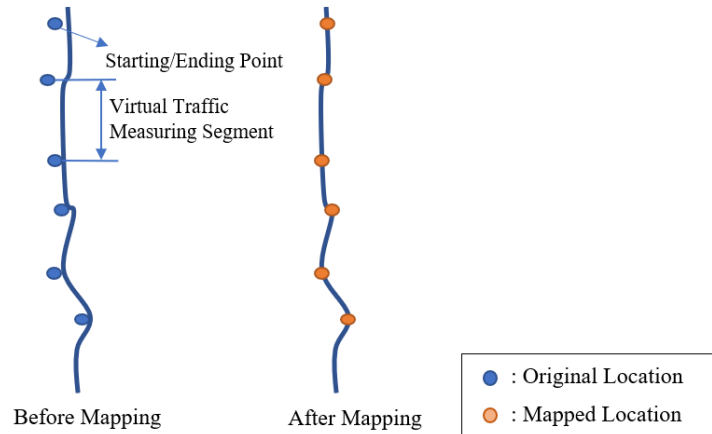 Starting/Ending Point
Virtual Traffic
Measuring Segment
Before Mapping
After Mapping
: Original Location
: Mapped Location